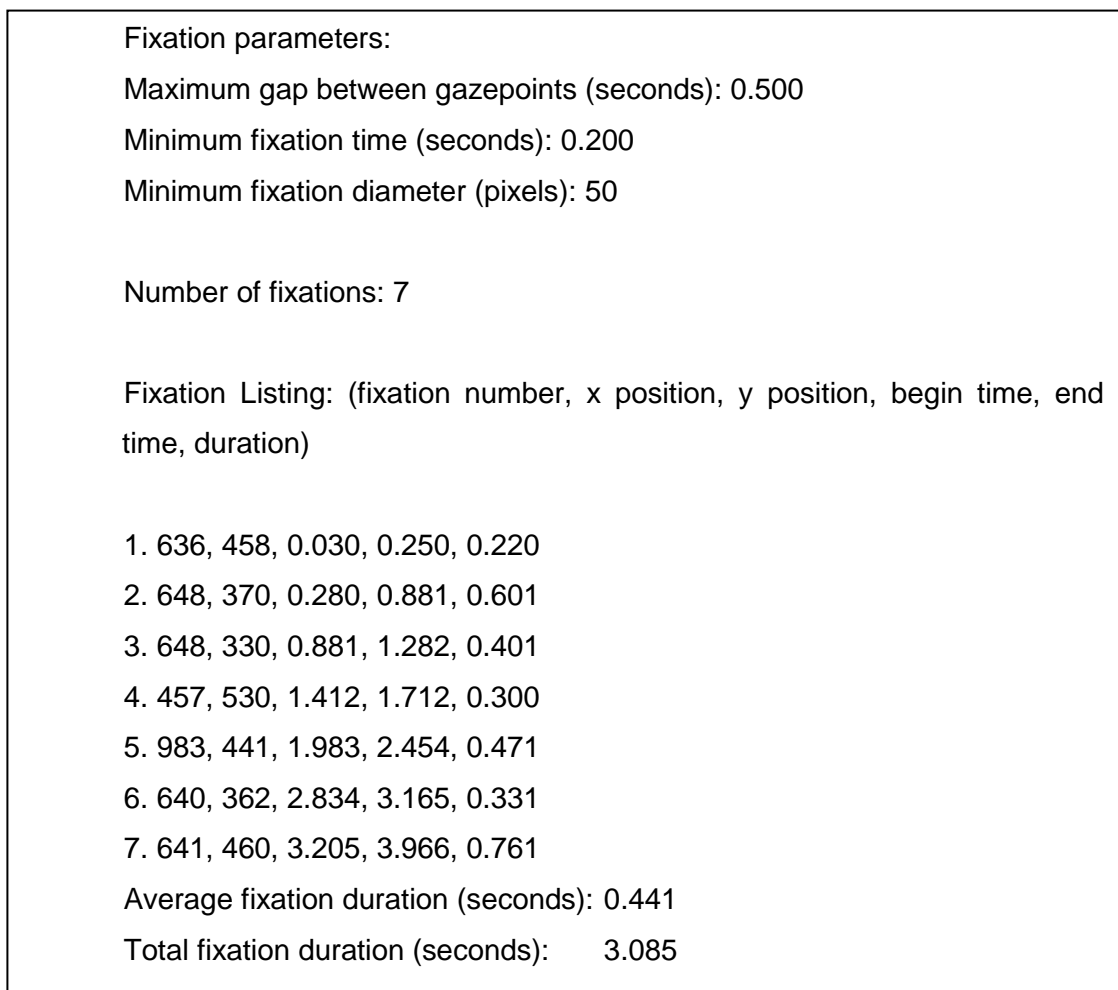 Fixation parameters:
Maximum gap between gazepoints (seconds): 0.500
Minimum fixation time (seconds): 0.200
Minimum fixation diameter (pixels): 50
Number of fixations: 7
Fixation Listing: (fixation number, x position, y position, begin time, end
time, duration)
1. 636, 458, 0.030, 0.250, 0.220
2. 648, 370, 0.280, 0.881, 0.601
3. 648, 330, 0.881, 1.282, 0.401
4. 457, 530, 1.412, 1.712, 0.300
5. 983, 441, 1.983, 2.454, 0.471
6. 640, 362, 2.834, 3.165, 0.331
7. 641, 460, 3.205, 3.966, 0.761
Average fixation duration (seconds): 0.441
Total fixation duration (seconds): 3.085